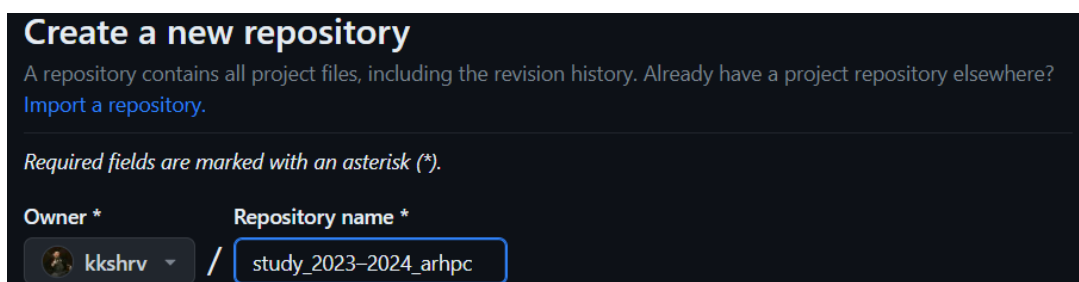 Create a new repository
A repository contains all project files, including the revision history. Already have a project repository elsewhere?
Import a repository.
Required fields are marked with an asterisk (*).
Owner * Repository name *
kkshrv / study_2023–2024_arhpc